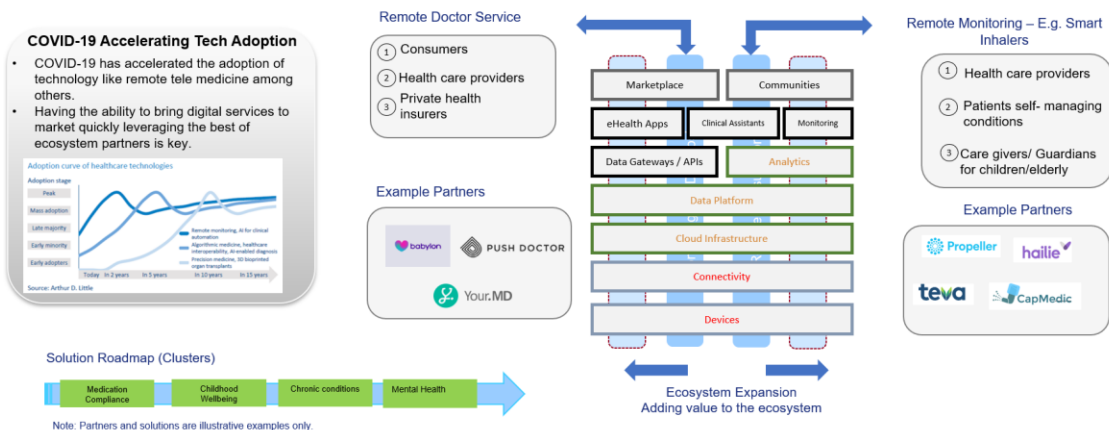 COVID-19 Accelerating Tech Adoption
• COVID-19 has accelerated the adoption of
technology like remote tele medicine among
others.
• Having the ability to bring digital services to
market quickly leveraging the best of
ecosystem partners is key.
Adoption curve of healthcare technologies
Adoption stage
Peak
Mass adoption
Late majority
Early minority
Early adopters
Remote monitoring, AI for clinical
automation
Algorithmic medicine, healthcare
interoperability, AI-enabled diagnosis
Precision medicine, 3D bioprinted
organ transplants
Today
In 2 years
In 5 years
In 10 years
In 15 years
Source: Arthur D. Little
Remote Doctor Service
1 Consumers
2 Health care providers
3 Private health
insurers
Example Partners
babylon
PUSH DOCTOR
Your.MD
Marketplace
Communities
eHealth Apps
Clinical Assistants
Monitoring
Data Gateways / APIs
Analytics
Data Platform
Cloud Infrastructure
Connectivity
Devices
Ecosystem Expansion
Adding value to the ecosystem
Remote Monitoring – E.g. Smart
Inhalers
1 Health care providers
2 Patients self- managing
conditions
3 Care givers/ Guardians
for children/elderly
Example Partners
Propeller
hailie
teva
CapMedic
Solution Roadmap (Clusters)
Medication
Compliance
Childhood
Wellbeing
Chronic conditions
Mental Health
Note: Partners and solutions are illustrative examples only.